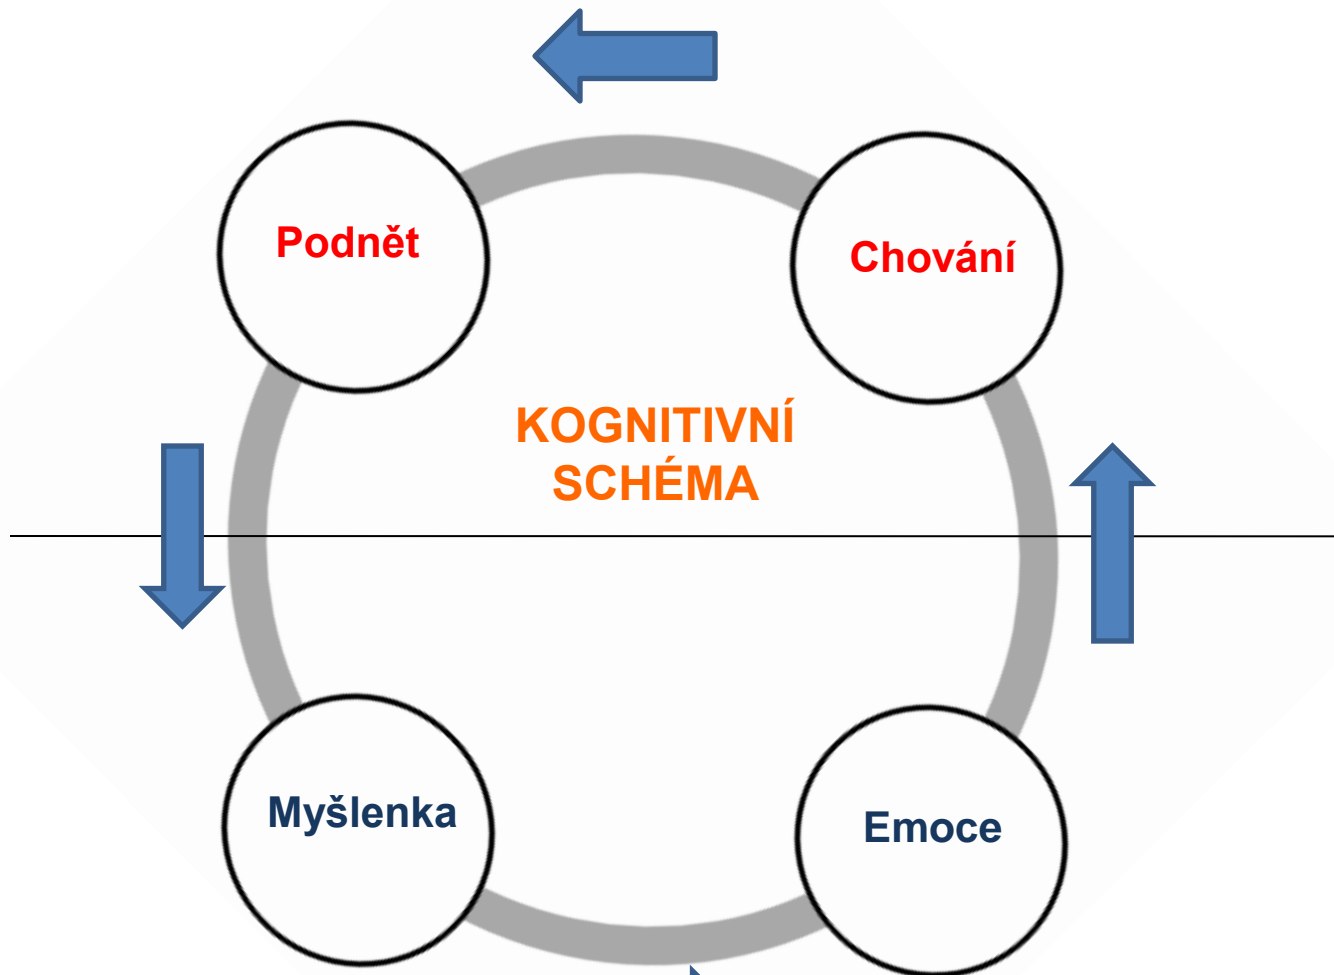 Podnět
Chování
KOGNITIVNÍ
SCHÉMA
Myšlenka
Emoce